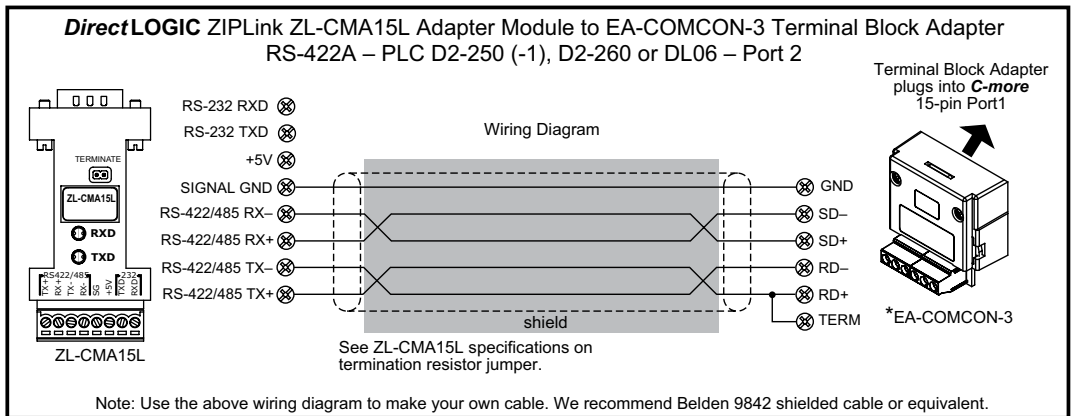 DirectLOGIC ZIPLink ZL-CMA15L Adapter Module to EA-COMCON-3 Terminal Block Adapter
RS-422A – PLC D2-250 (-1), D2-260 or DL06 – Port 2
Terminal Block Adapter
plugs into C-more
15-pin Port1
RS-232 RXD
RS-232 TXD
+5V
SIGNAL GND
RS-422/485 RX–
RS-422/485 RX+
RS-422/485 TX–
RS-422/485 TX+
Wiring Diagram
GND
SD–
SD+
RD–
RD+
TERM
shield
See ZL-CMA15L specifications on
termination resistor jumper.
TERMINATE
ZL-CMA15L
RXD
TXD
RS422/485
232
TX+
RX+
TX-
RX-
SG
+5V
TXD
RXD
ZL-CMA15L
*EA-COMCON-3
Note: Use the above wiring diagram to make your own cable. We recommend Belden 9842 shielded cable or equivalent.